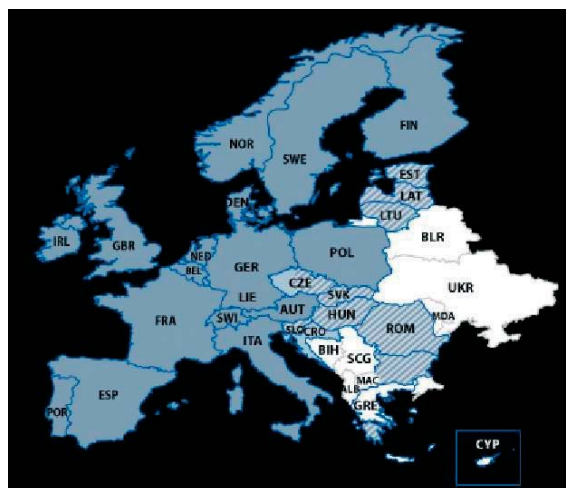 FIN
NOR
SWE
EST
LAT
DEN
LTU
IRL
GBR
BLR
NED
BEL
GER
POL
CZE
UKR
LIE
SVK
FRA
SWI
AUT
HUN
MDA
ITA
SLO
CRO
ROM
BIH
SCG
MAC
ALB
ESP
POR
GRE
CYP